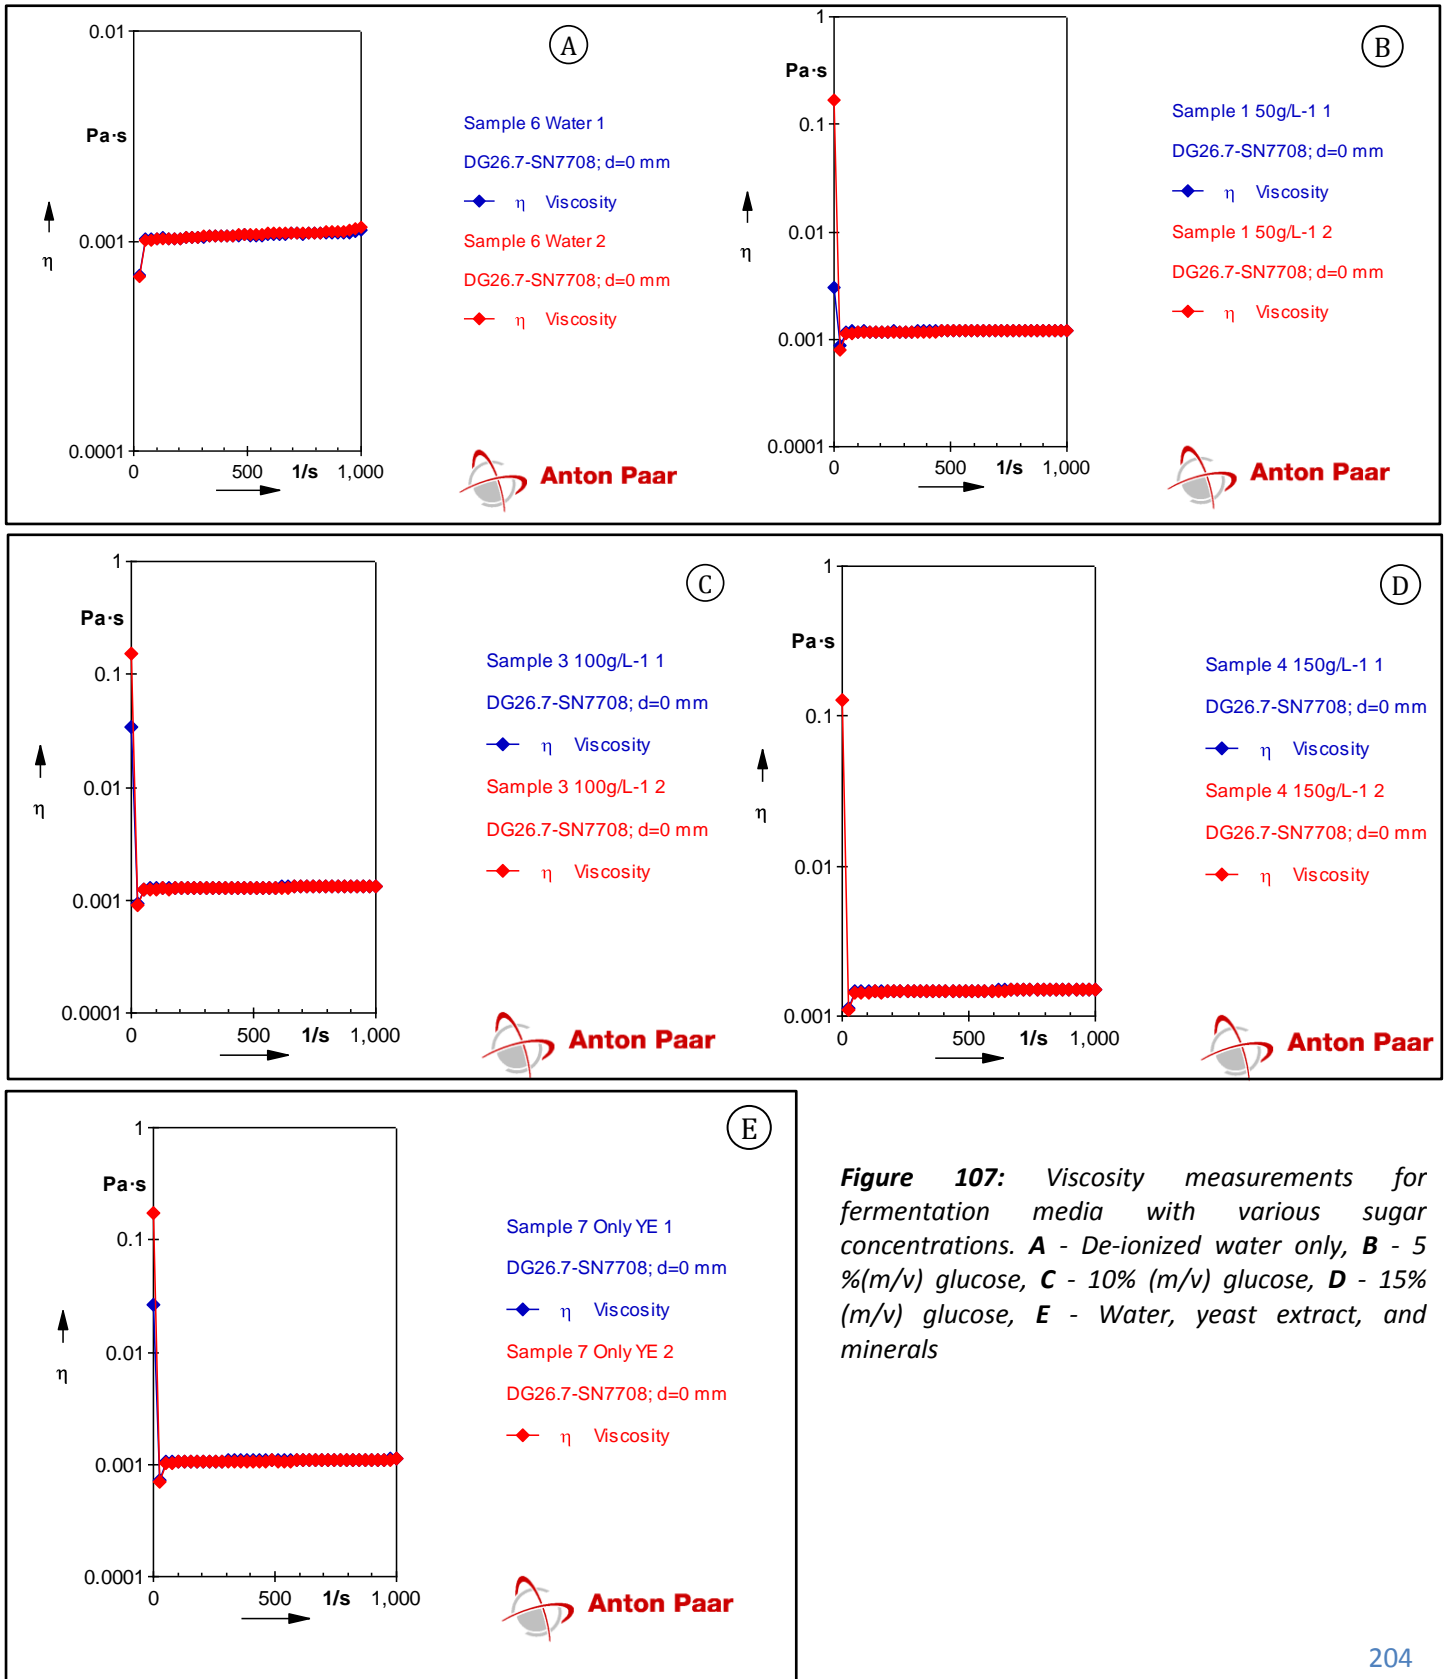 0.01
A
Pa·s
Sample 6 Water 1
DG26.7-SN7708; d=0 mm
η Viscosity
Sample 6 Water 2
DG26.7-SN7708; d=0 mm
η Viscosity
0.001
η
0.0001
0 500 1/s 1,000
Anton Paar
1
B
Pa·s
0.1
Sample 1 50g/L-1 1
DG26.7-SN7708; d=0 mm
η Viscosity
Sample 1 50g/L-1 2
DG26.7-SN7708; d=0 mm
η Viscosity
0.01
η
0.001
0.0001
0 500 1/s 1,000
Anton Paar
1
C
Pa·s
0.1
Sample 3 100g/L-1 1
DG26.7-SN7708; d=0 mm
η Viscosity
Sample 3 100g/L-1 2
DG26.7-SN7708; d=0 mm
η Viscosity
0.01
η
0.001
0.0001
0 500 1/s 1,000
Anton Paar
1
D
Pa·s
0.1
Sample 4 150g/L-1 1
DG26.7-SN7708; d=0 mm
η Viscosity
Sample 4 150g/L-1 2
DG26.7-SN7708; d=0 mm
η Viscosity
η
0.01
0.001
0 500 1/s 1,000
Anton Paar
1
E
Pa·s
0.1
Sample 7 Only YE 1
DG26.7-SN7708; d=0 mm
η Viscosity
Sample 7 Only YE 2
DG26.7-SN7708; d=0 mm
η Viscosity
0.01
η
0.001
0.0001
0 500 1/s 1,000
Anton Paar
Figure 107: Viscosity measurements for
fermentation media with various sugar
concentrations. A - De-ionized water only, B - 5
%(m/v) glucose, C - 10% (m/v) glucose, D - 15%
(m/v) glucose, E - Water, yeast extract, and
minerals
204